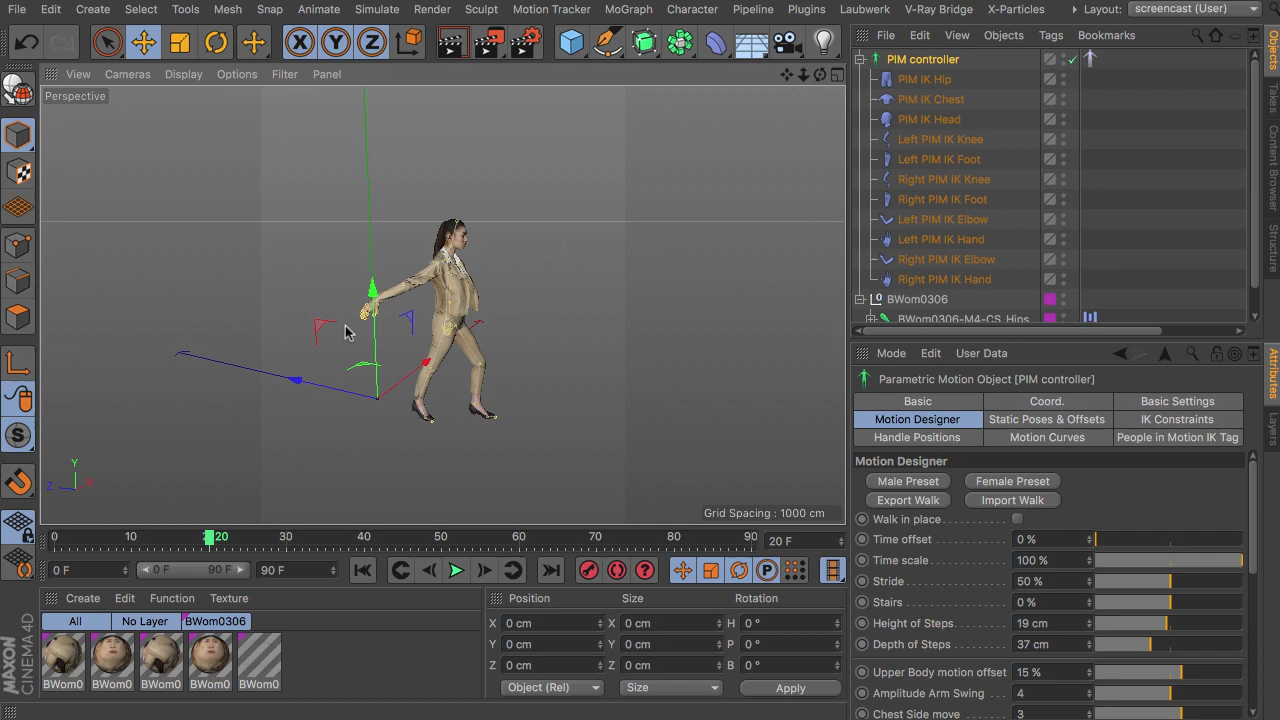 File Edit Create Select Tools Mesh Snap Animate Simulate Render Sculpt Motion Tracker MoGraph Character Pipeline Plugins Laubwerk V-Ray Bridge X-Particles Layout: screencast (User)
X Y Z
File Edit View Objects Tags Bookmarks
View Cameras Display Options Filter Panel
Perspective
PIM controller
PIM IK Hip
PIM IK Chest
PIM IK Head
Left PIM IK Knee
Left PIM IK Foot
Right PIM IK Knee
Right PIM IK Foot
Left PIM IK Elbow
Left PIM IK Hand
Right PIM IK Elbow
Right PIM IK Hand
BWom0306
BWom0306-M4-CS_Hips
Objects
Takes
Content Browser
Structure
Mode Edit User Data
Parametric Motion Object [PIM controller]
Basic Coord. Basic Settings
Motion Designer Static Poses & Offsets IK Constraints
Handle Positions Motion Curves People in Motion IK Tag
Motion Designer
Male Preset Female Preset
Export Walk Import Walk
Walk in place
Time offset 0 %
Time scale 100 %
Stride 50 %
Stairs 0 %
Height of Steps 19 cm
Depth of Steps 37 cm
Upper Body motion offset 15 %
Amplitude Arm Swing 4
Chest Side move 3
Attributes
Layers
S
Y
Z X
Grid Spacing : 1000 cm
0 10 20 30 40 50 60 70 80 90 20 F
0 F 0 F 90 F 90 F
P
Create Edit Function Texture
All No Layer BWom0306
BWom0 BWom0 BWom0 BWom0 BWom0
Position Size Rotation
X 0 cm X 0 cm H 0 °
Y 0 cm Y 0 cm P 0 °
Z 0 cm Z 0 cm B 0 °
Object (Rel) Size Apply
MAXON
CINEMA 4D